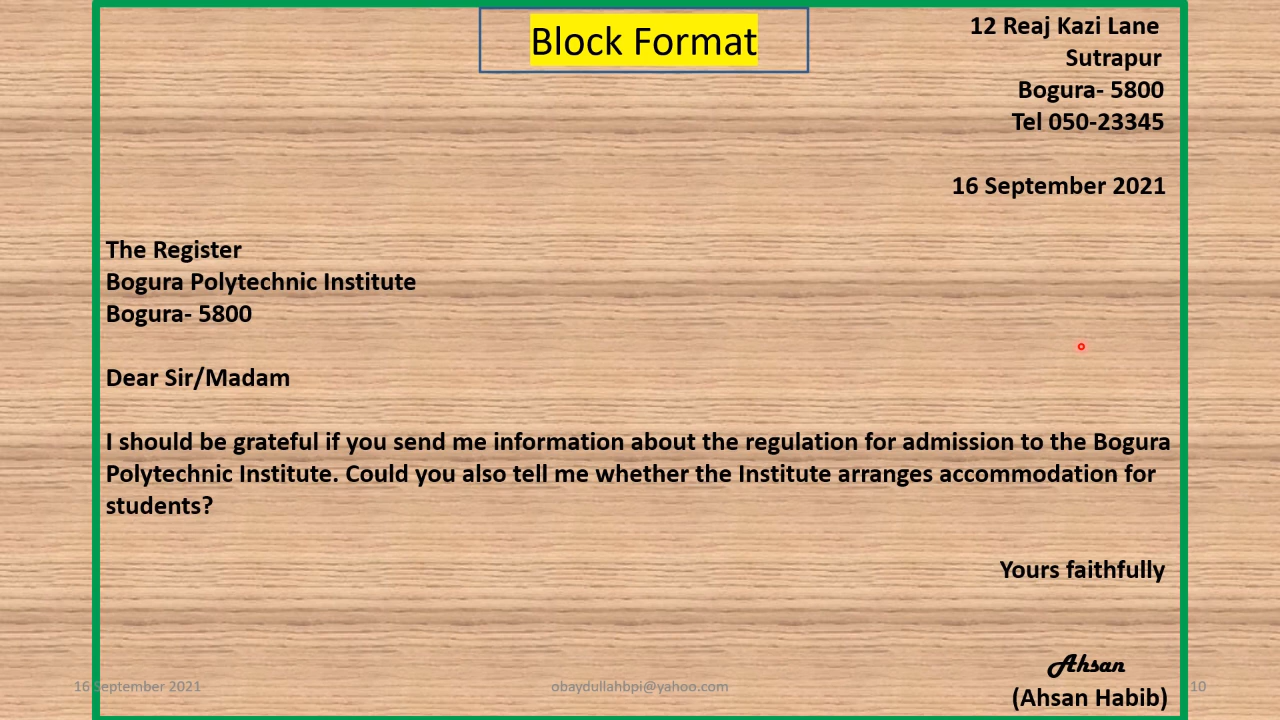 Block Format
12 Reaj Kazi Lane
Sutrapur
Bogura- 5800
Tel 050-23345
16 September 2021
The Register
Bogura Polytechnic Institute
Bogura- 5800
Dear Sir/Madam
I should be grateful if you send me information about the regulation for admission to the Bogura
Polytechnic Institute. Could you also tell me whether the Institute arranges accommodation for
students?
Yours faithfully
Ahsan
(Ahsan Habib)
16 September 2021
obaydullahbpi@yahoo.com
10